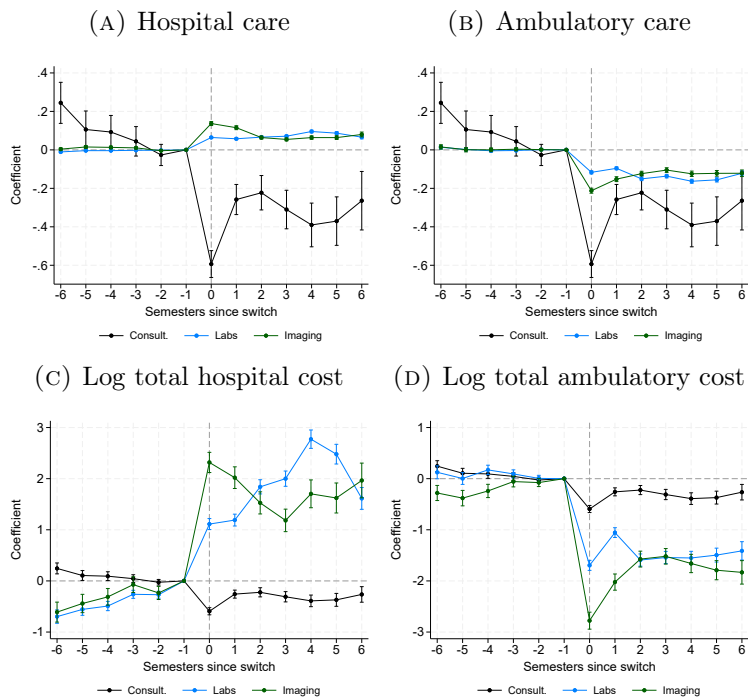 (A) Hospital care
(B) Ambulatory care
.4
.2
0
-.2
-.4
-.6
Coefficient
-6 -5 -4 -3 -2 -1 0 1 2 3 4 5 6
Semesters since switch
Consult. Labs Imaging
.4
.2
0
-.2
-.4
-.6
Coefficient
-6 -5 -4 -3 -2 -1 0 1 2 3 4 5 6
Semesters since switch
Consult. Labs Imaging
(C) Log total hospital cost
(D) Log total ambulatory cost
3
2
1
0
-1
Coefficient
-6 -5 -4 -3 -2 -1 0 1 2 3 4 5 6
Semesters since switch
Consult. Labs Imaging
1
0
-1
-2
-3
Coefficient
-6 -5 -4 -3 -2 -1 0 1 2 3 4 5 6
Semesters since switch
Consult. Labs Imaging